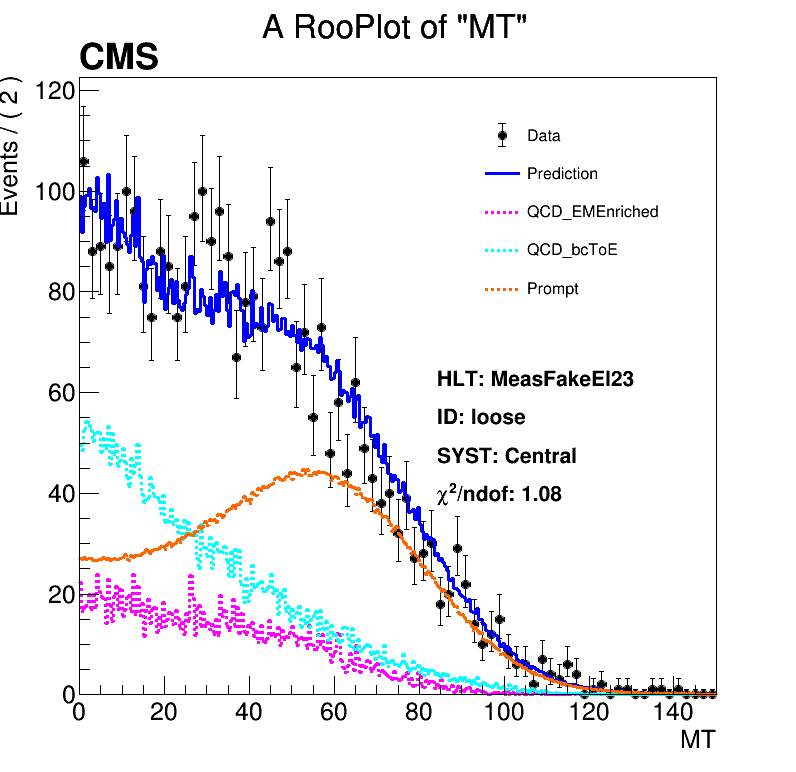 A RooPlot of "MT"
CMS
Events / ( 2 )
120
100
80
60
40
20
0
Data
Prediction
QCD_EMEnriched
QCD_bcToE
Prompt
HLT: MeasFakeEl23
ID: loose
SYST: Central
χ²/ndof: 1.08
0 20 40 60 80 100 120 140
MT